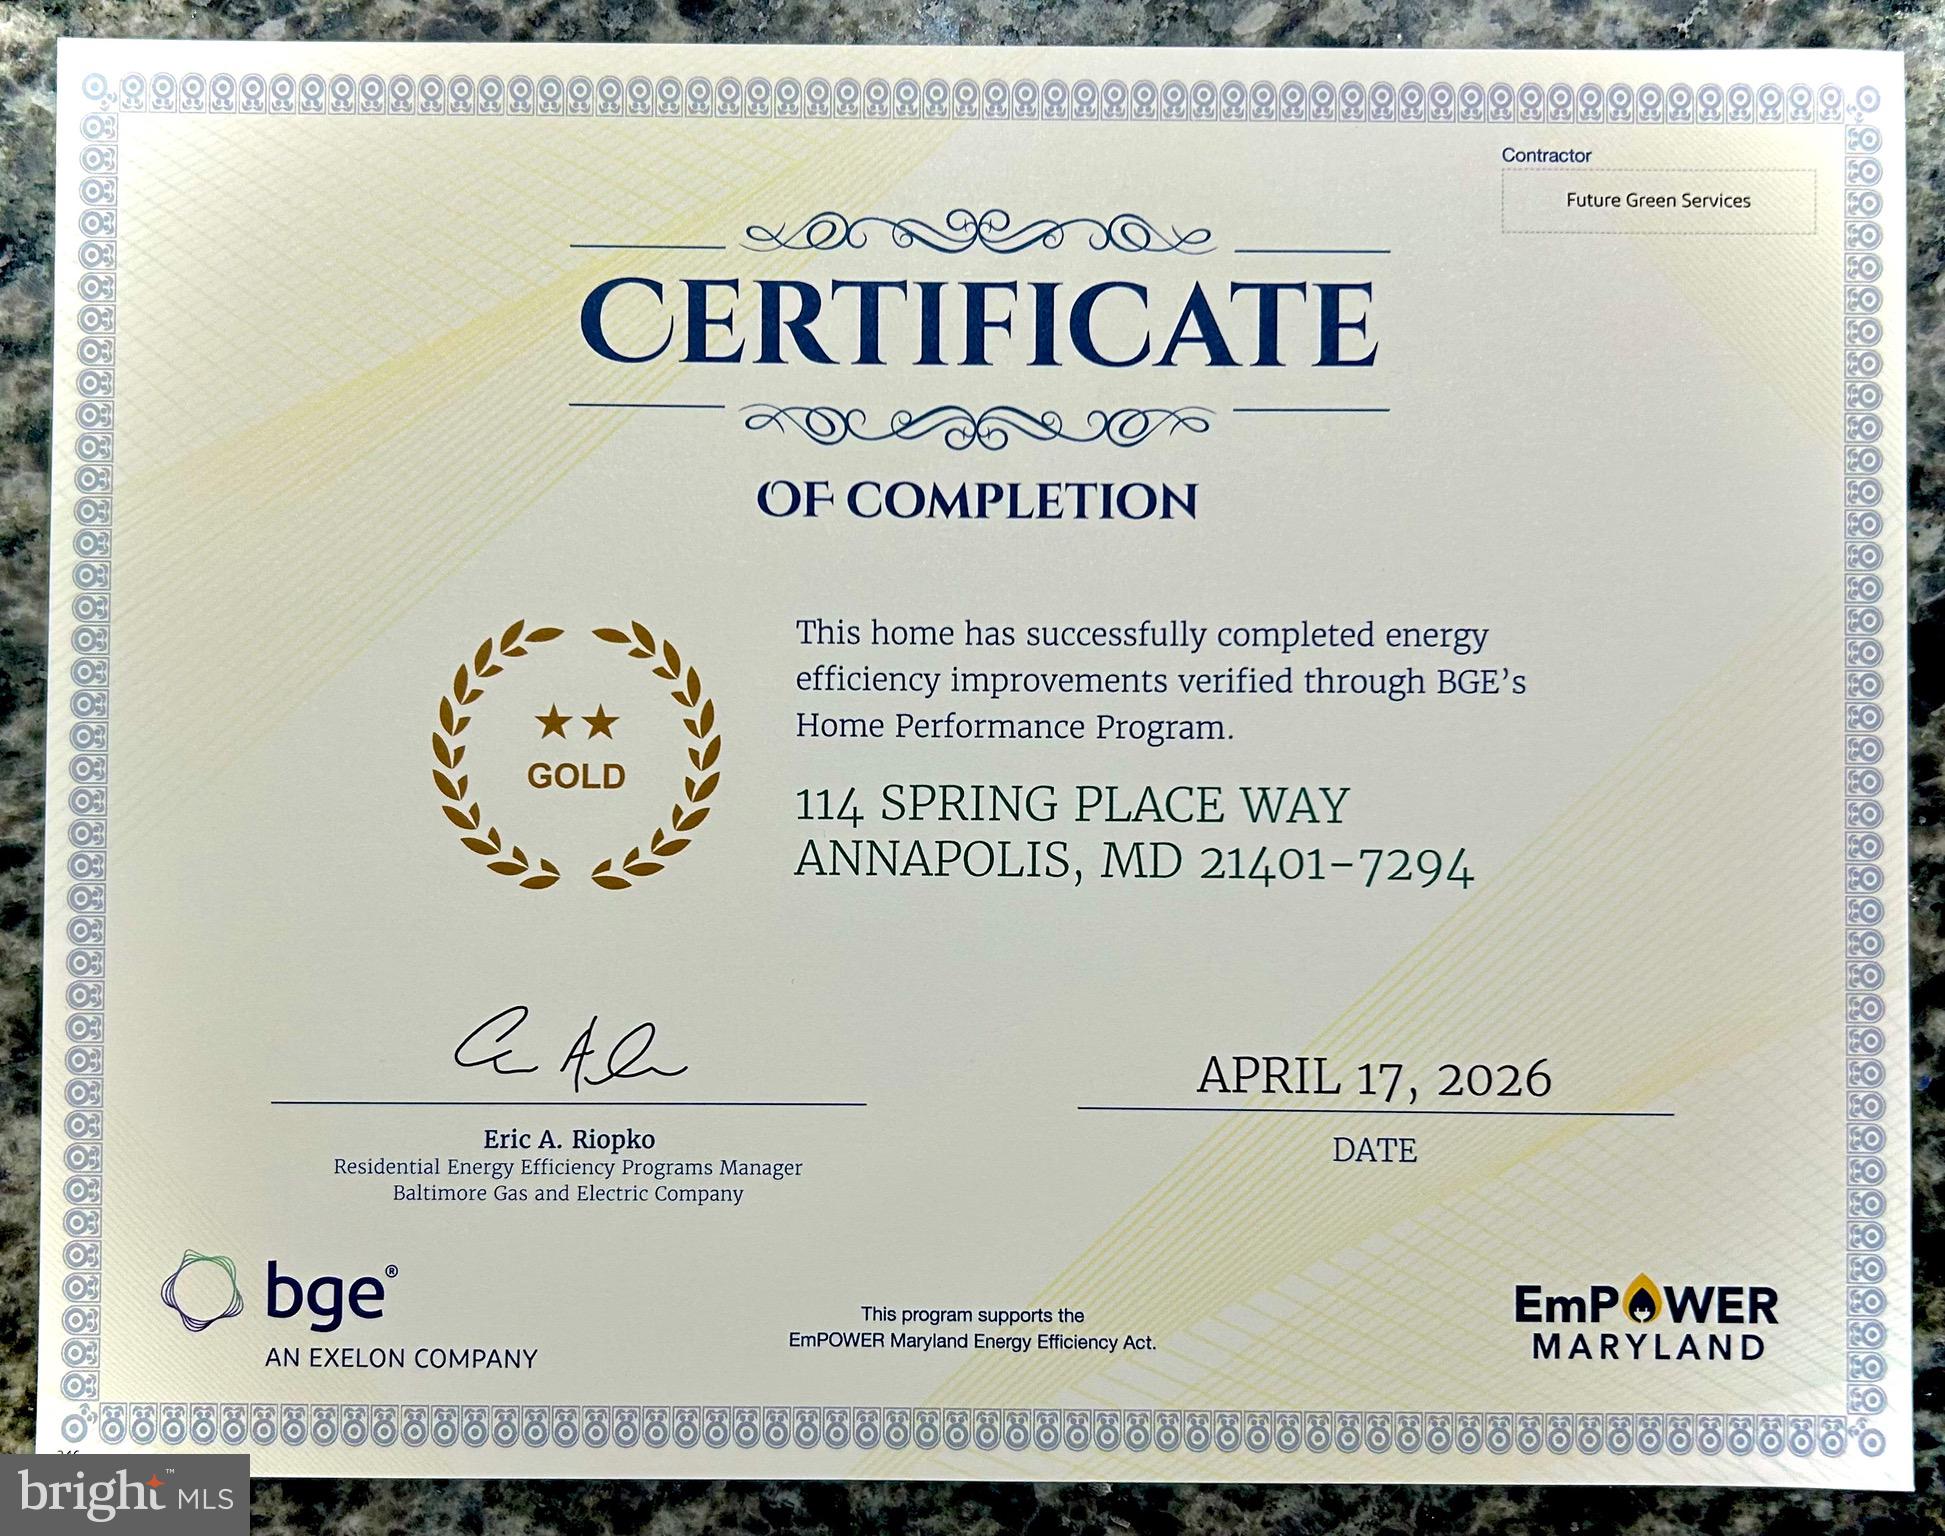 Contractor
Future Green Services
CERTIFICATE
OF COMPLETION
This home has successfully completed energy
efficiency improvements verified through BGE's
Home Performance Program.
★★
GOLD
114 SPRING PLACE WAY
ANNAPOLIS, MD 21401-7294
APRIL 17, 2026
DATE
Eric A. Riopko
Residential Energy Efficiency Programs Manager
Baltimore Gas and Electric Company
bge®
AN EXELON COMPANY
This program supports the
EmPOWER Maryland Energy Efficiency Act.
EmPOWER
MARYLAND
bright™ MLS